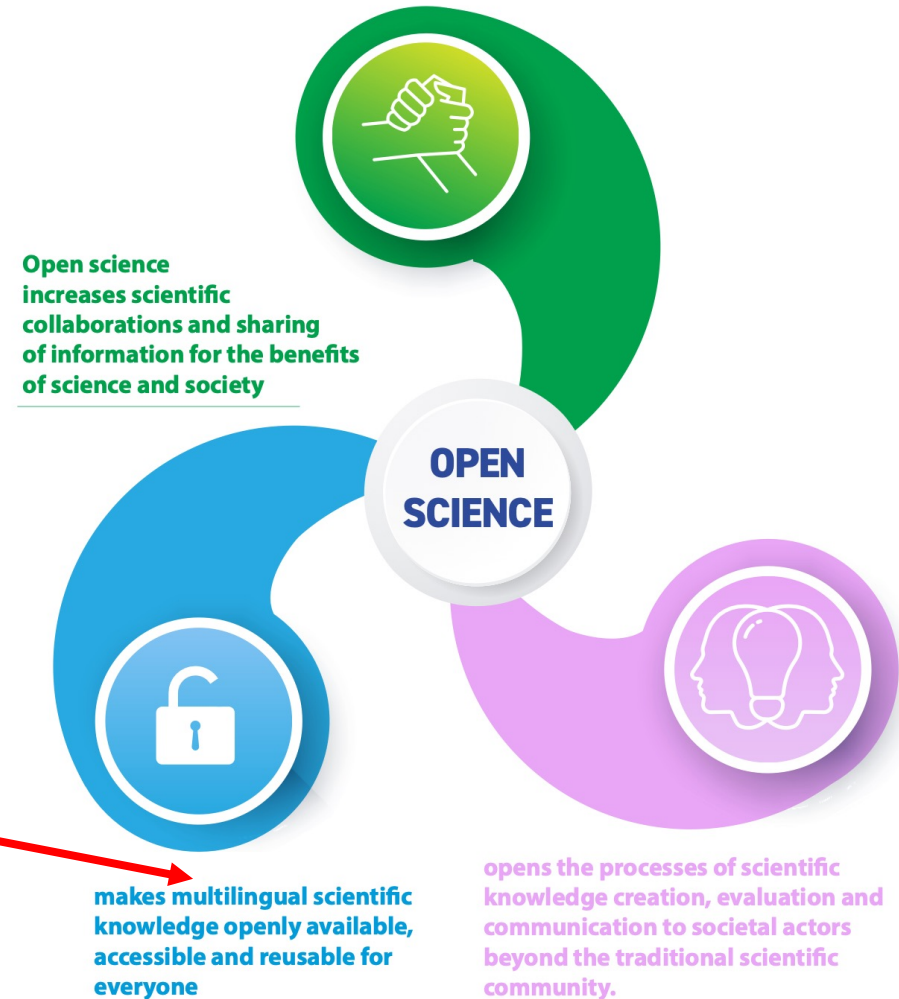 Open science
increases scientific
collaborations and sharing
of information for the benefits
of science and society
OPEN
SCIENCE
makes multilingual scientific
knowledge openly available,
accessible and reusable for
everyone
opens the processes of scientific
knowledge creation, evaluation and
communication to societal actors
beyond the traditional scientific
community.